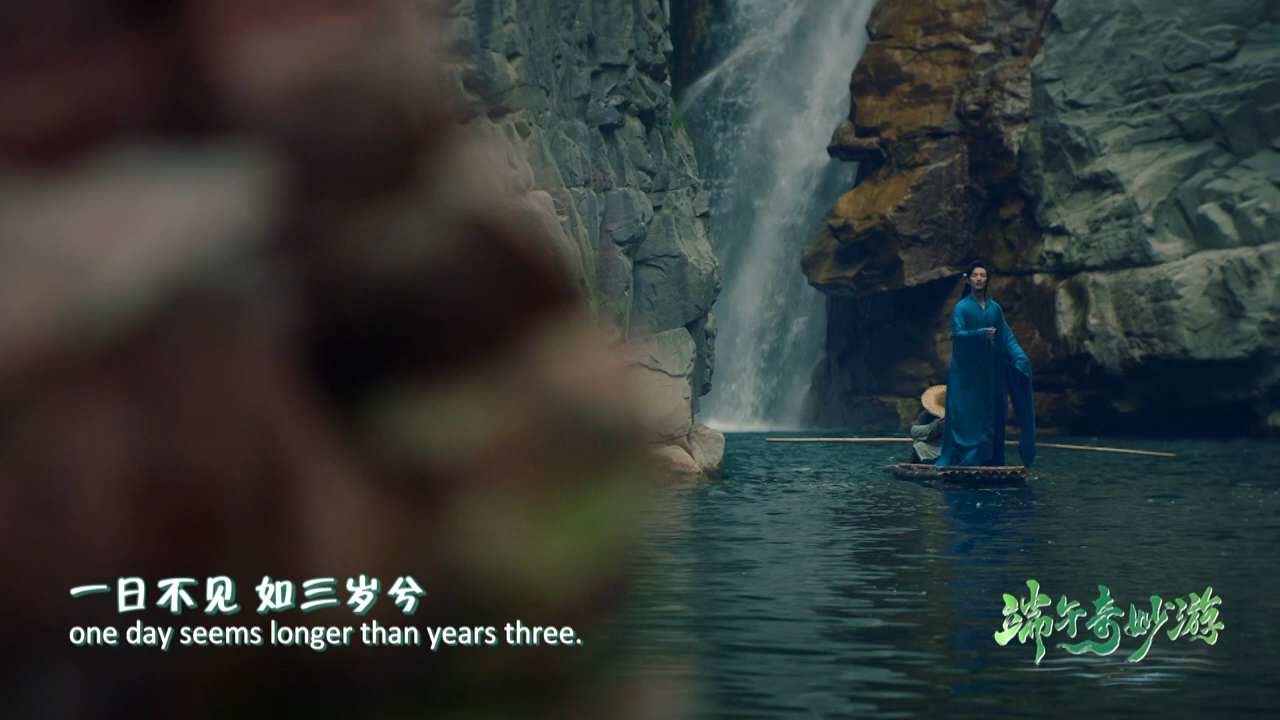 一日不见 如三岁兮
one day seems longer than years three.
端午奇妙游